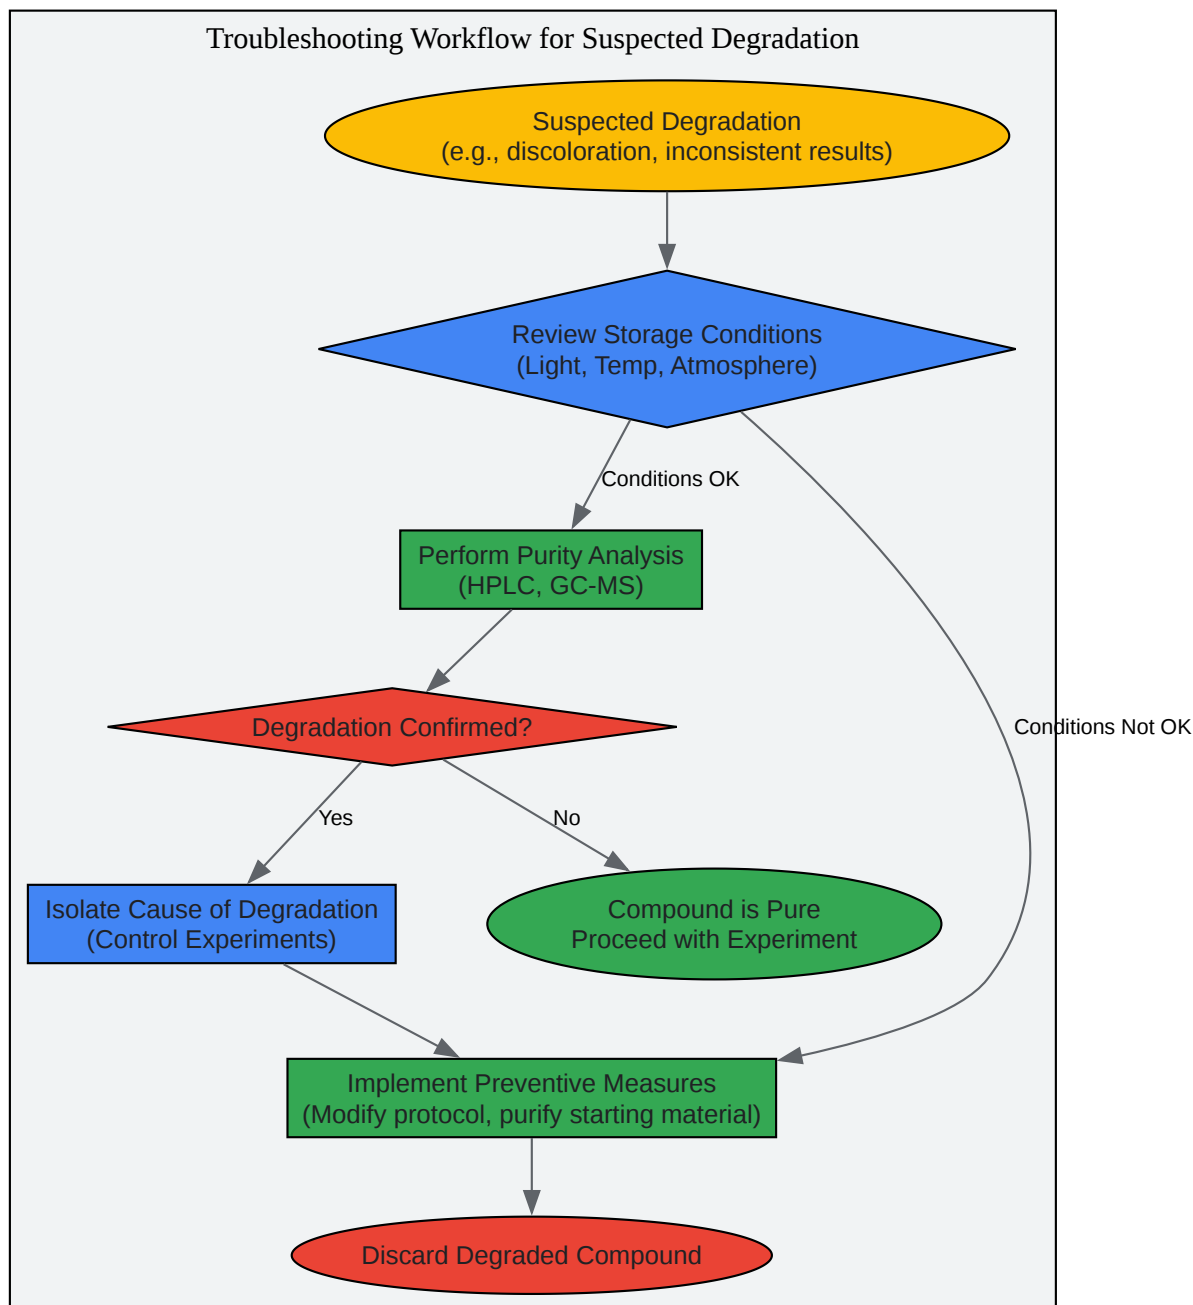 Troubleshooting Workflow for Suspected Degradation
Suspected Degradation
(e.g., discoloration, inconsistent results)
Review Storage Conditions
(Light, Temp, Atmosphere)
Conditions OK
Perform Purity Analysis
(HPLC, GC-MS)
Degradation Confirmed?
Conditions Not OK
Yes
No
Isolate Cause of Degradation
(Control Experiments)
Compound is Pure
Proceed with Experiment
Implement Preventive Measures
(Modify protocol, purify starting material)
Discard Degraded Compound